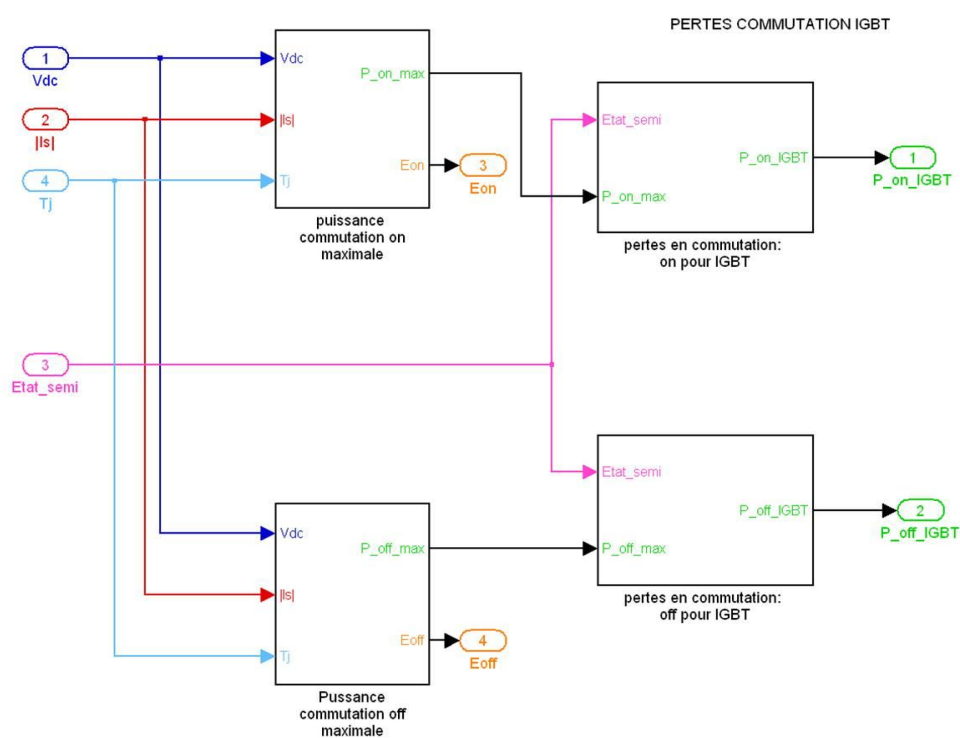 PERTES COMMUTATION IGBT
1
Vdc
2
|Is|
4
Tj
3
Etat_semi
Vdc
|Is|
Tj
P_on_max
Eon
puissance
commutation on
maximale
3
Eon
Etat_semi
P_on_max
P_on_IGBT
pertes en commutation:
on pour IGBT
1
P_on_IGBT
Vdc
|Is|
Tj
P_off_max
Eoff
Pussance
commutation off
maximale
4
Eoff
Etat_semi
P_off_max
P_off_IGBT
pertes en commutation:
off pour IGBT
2
P_off_IGBT